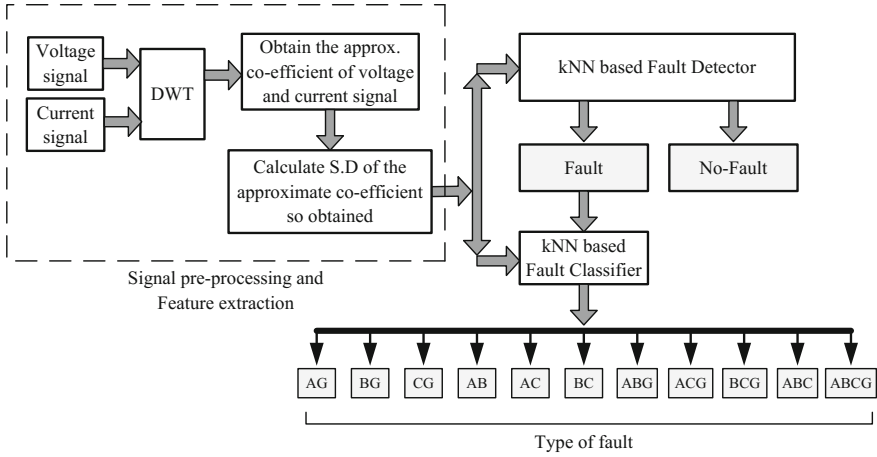 Voltage
signal
Current
signal
DWT
Obtain the approx.
co-efficient of voltage
and current signal
Calculate S.D of the
approximate co-efficient
so obtained
Signal pre-processing and
Feature extraction
kNN based Fault Detector
Fault
No-Fault
kNN based
Fault Classifier
AG
BG
CG
AB
AC
BC
ABG
ACG
BCG
ABC
ABCG
Type of fault